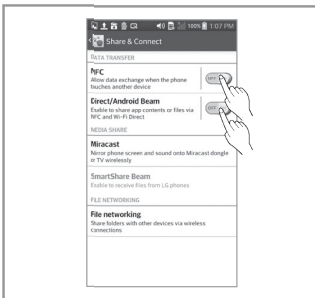 100% 1:07 PM
Share & Connect
DATA TRANSFER
NFC
Allow data exchange when the phone
touches another device
OFF
Direct/Android Beam
Enable to share app contents or files via
NFC and Wi-Fi Direct
OFF
MEDIA SHARE
Miracast
Mirror phone screen and sound onto Miracast dongle
or TV wirelessly
SmartShare Beam
Enable to receive files from LG phones
FILE NETWORKING
File networking
Share folders with other devices via wireless
connections